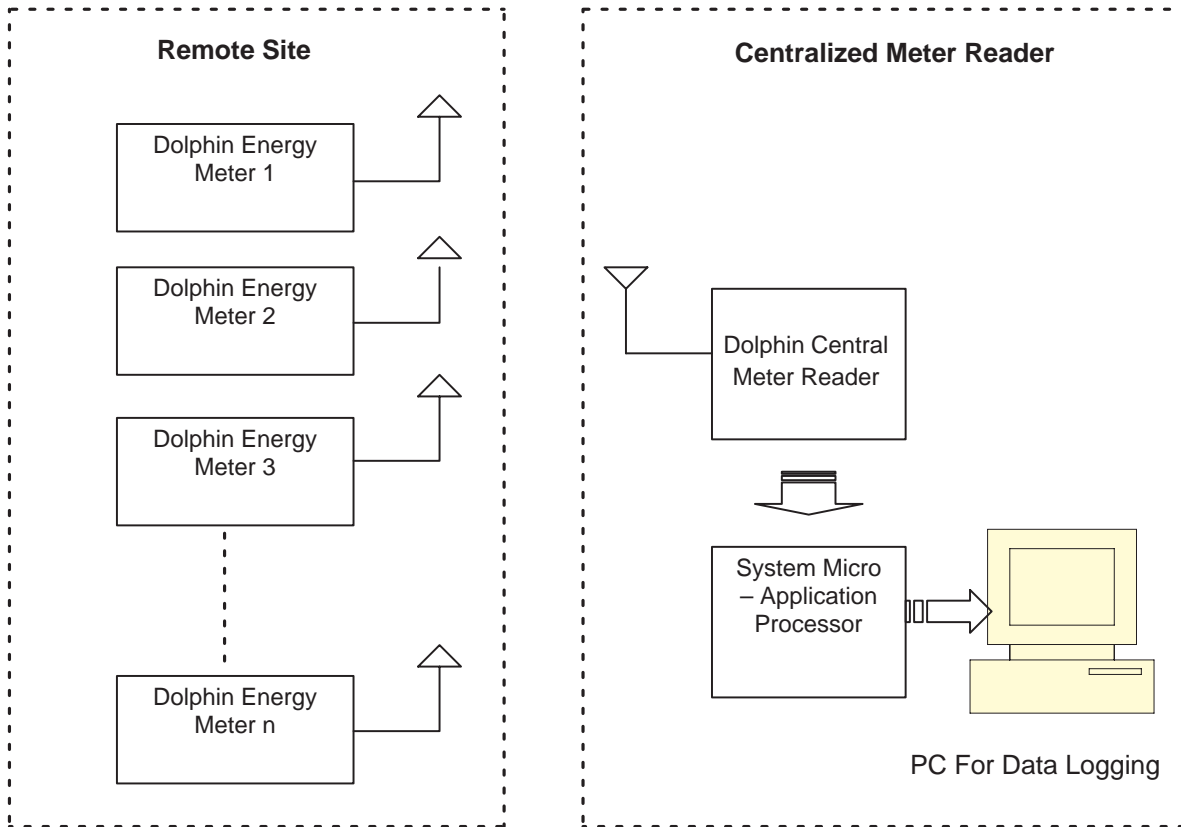 Remote Site
Dolphin Energy
Meter 1
Dolphin Energy
Meter 2
Dolphin Energy
Meter 3
Dolphin Energy
Meter n
Centralized Meter Reader
Dolphin Central
Meter Reader
System Micro
– Application
Processor
PC For Data Logging